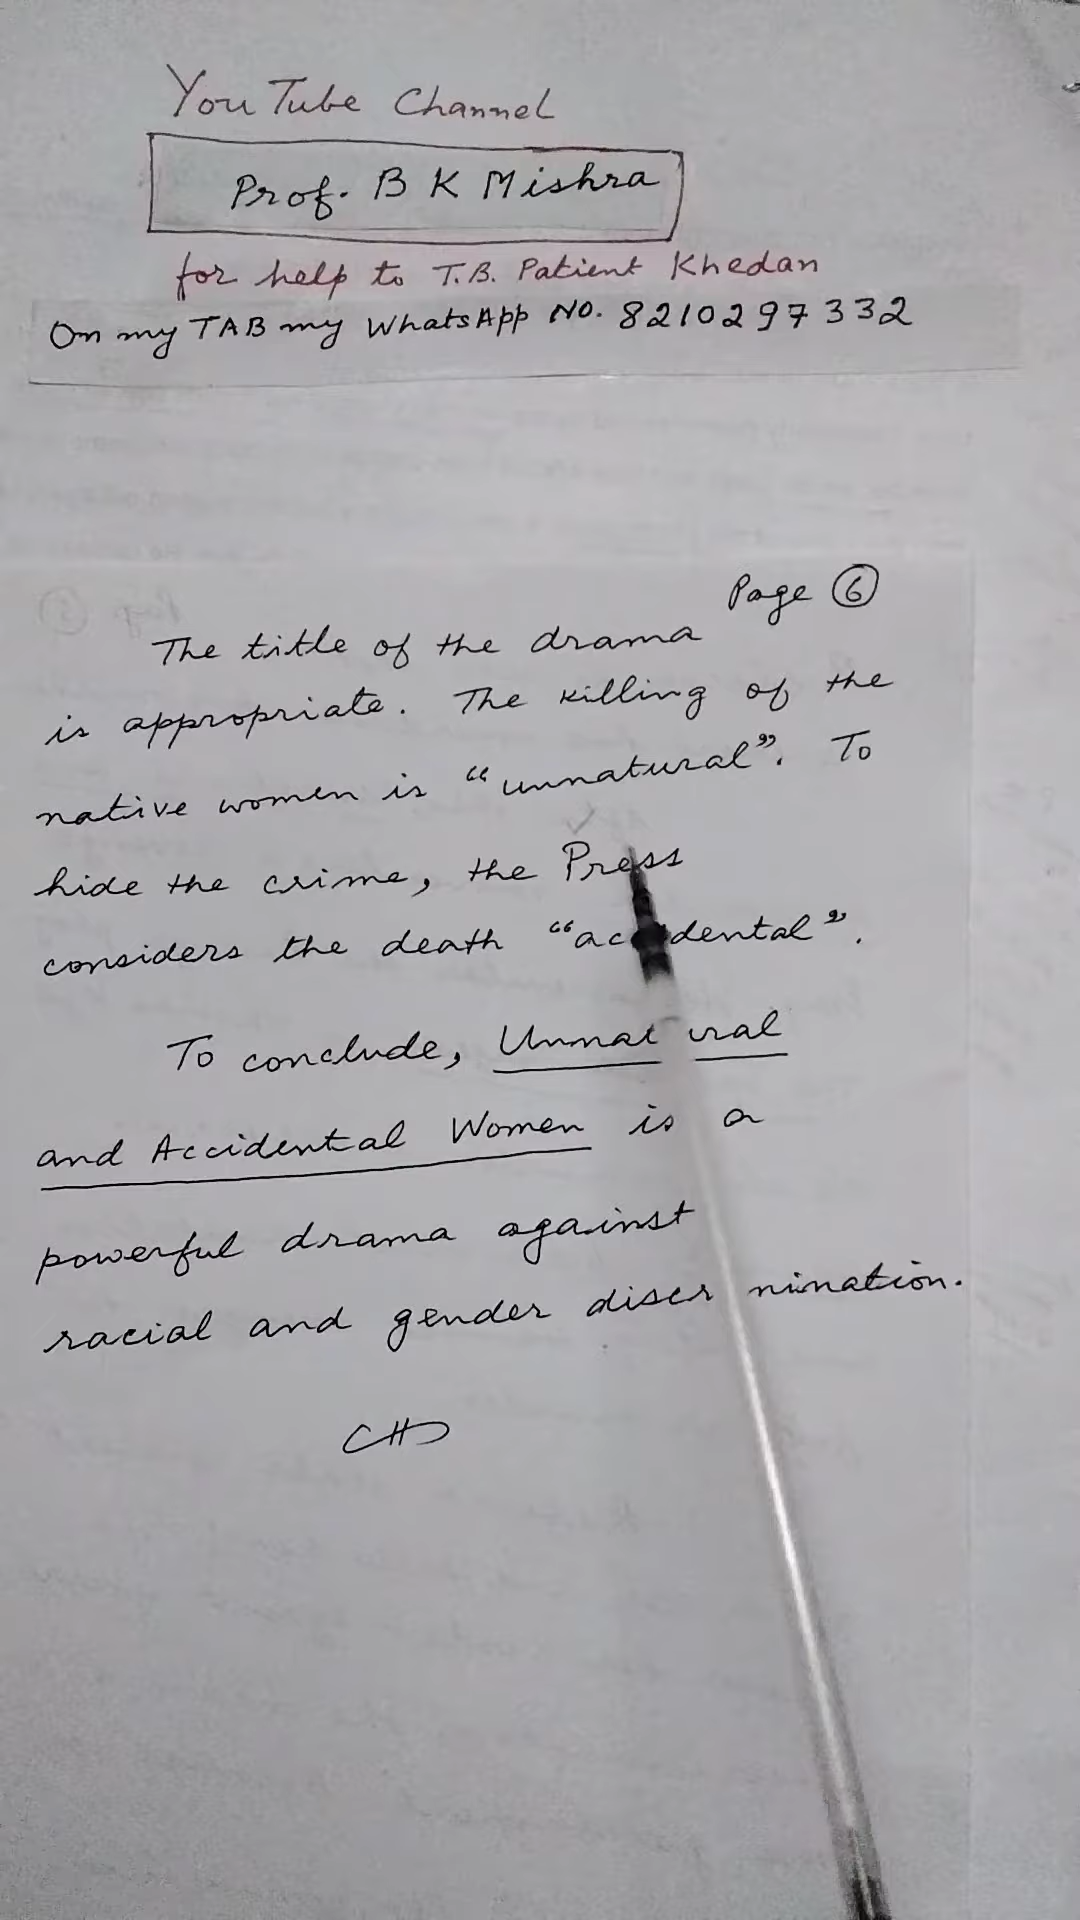 YouTube Channel
Prof. B K Mishra
for help to T.B. Patient Khedan
On my TAB my WhatsApp NO. 8210297332
Page 6
The title of the drama
is appropriate. The killing of the
native women is “unnatural”. To
hide the crime, the Press
considers the death “accidental”.
To conclude, Unnatural
and Accidental Women is a
powerful drama against
racial and gender discrimination.